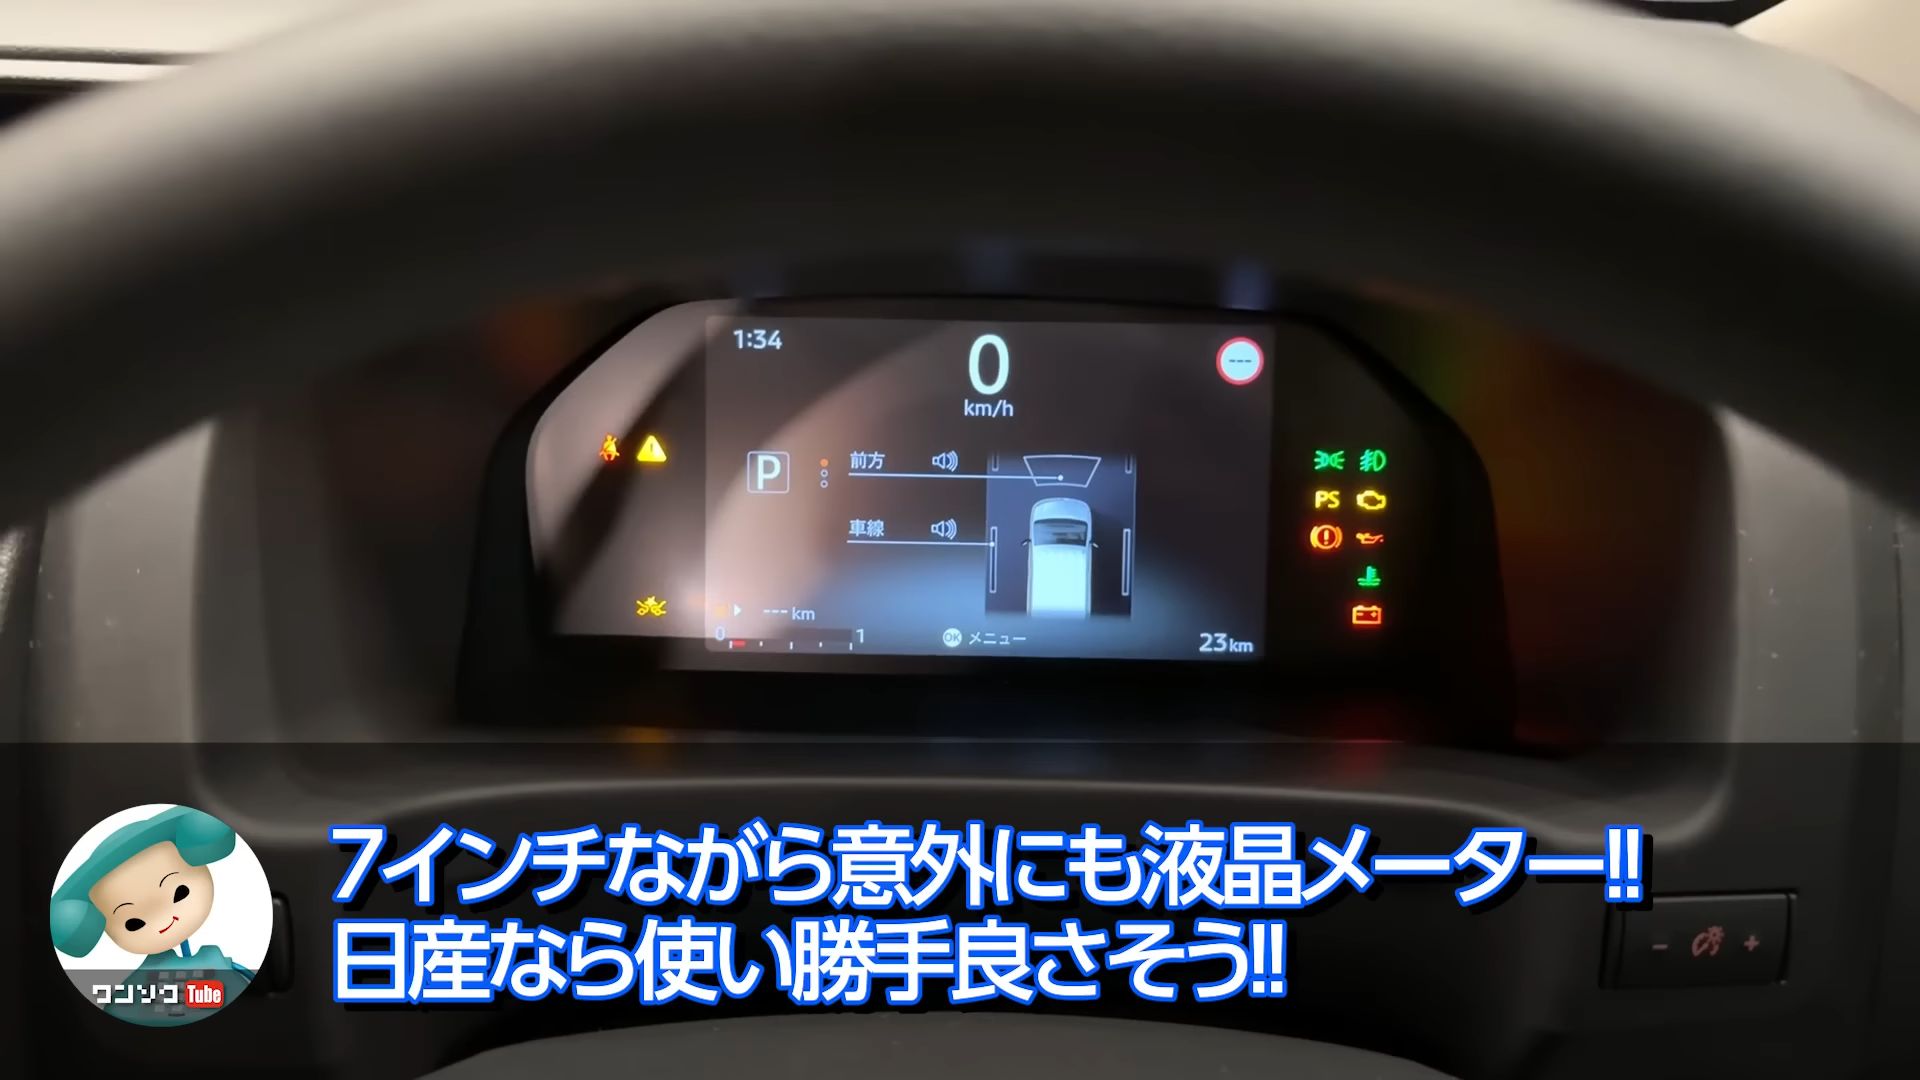 1:34
0
km/h
---
P
前方
車線
PS
--- km
0 1
OK メニュー
23 km
7インチながら意外にも液晶メーター!!
日産なら使い勝手良さそう!!
ワンソクTube
- +